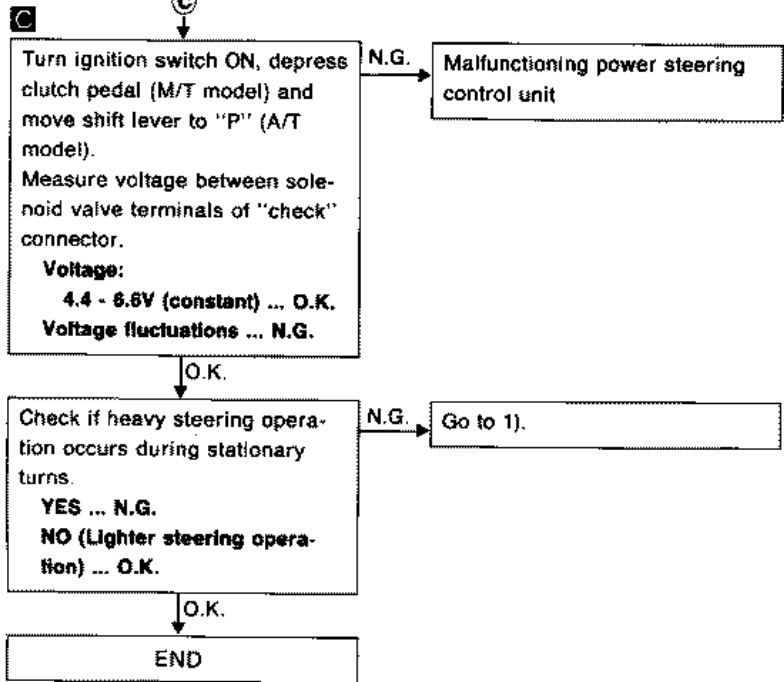 C
C
Turn ignition switch ON, depress
clutch pedal (M/T model) and
move shift lever to "P" (A/T
model).
Measure voltage between sole-
noid valve terminals of "check"
connector.
Voltage:
4.4 - 6.6V (constant) ... O.K.
Voltage fluctuations ... N.G.
N.G.
Malfunctioning power steering
control unit
O.K.
Check if heavy steering opera-
tion occurs during stationary
turns.
YES ... N.G.
NO (Lighter steering opera-
tion) ... O.K.
N.G.
Go to 1).
O.K.
END